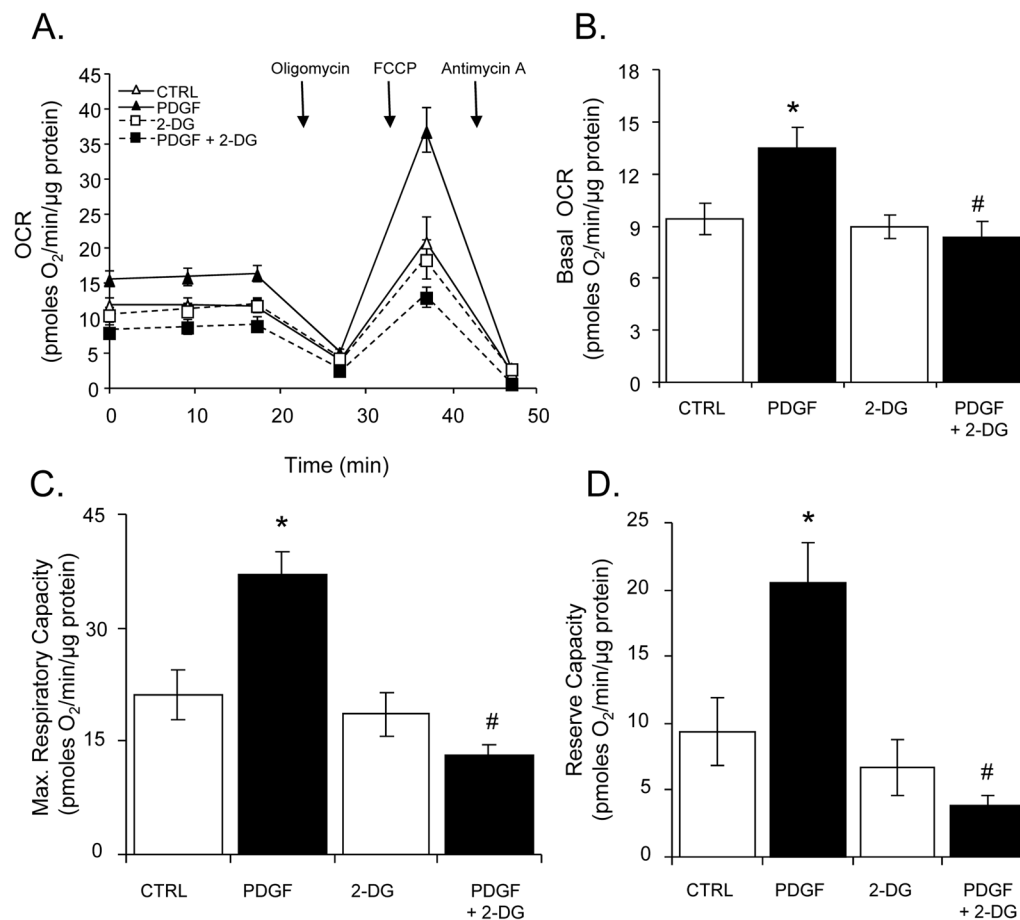 A.
OCR
(pmoles O₂/min/µg protein)
45
40
35
30
25
20
15
10
5
0
CTRL
PDGF
2-DG
PDGF + 2-DG
Oligomycin
FCCP
Antimycin A
0
10
20
30
40
50
Time (min)
B.
Basal OCR
(pmoles O₂/min/µg protein)
18
15
12
9
6
3
0
*
#
CTRL
PDGF
2-DG
PDGF
+ 2-DG
C.
Max. Respiratory Capacity
(pmoles O₂/min/µg protein)
45
30
15
0
*
#
CTRL
PDGF
2-DG
PDGF
+ 2-DG
D.
Reserve Capacity
(pmoles O₂/min/µg protein)
25
20
15
10
5
0
*
#
CTRL
PDGF
2-DG
PDGF
+ 2-DG